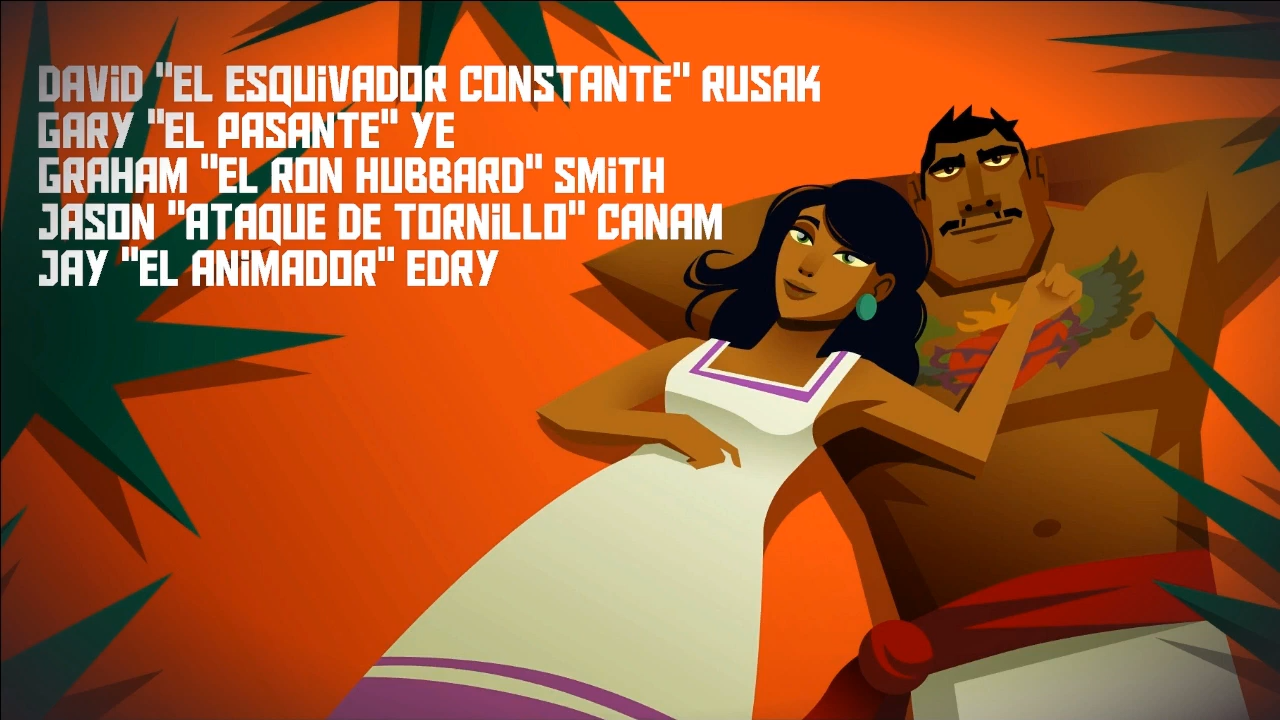 DAViD "EL ESQUiVADOR CONSTANTE" RUSAK
GARY "EL PASANTE" YE
GRAHAM "EL RON HUBBARD" SMiTH
JASON "ATAQUE DE TORNiLLO" CANAM
JAY "EL ANiMADOR" EDRY